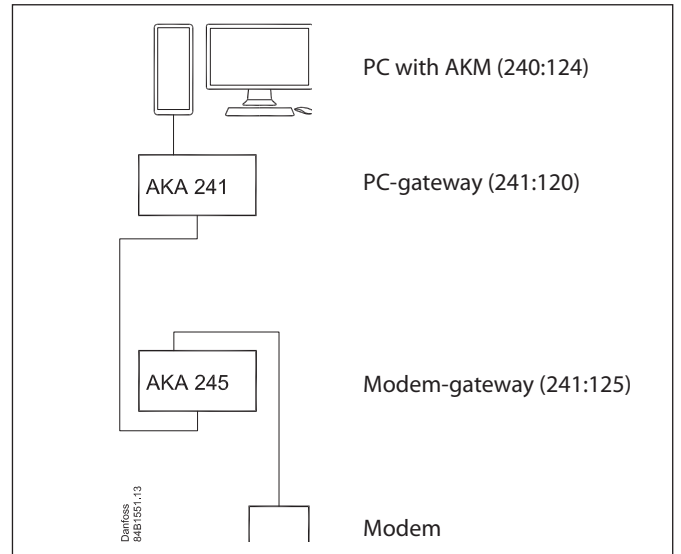 PC with AKM (240:124)
AKA 241
PC-gateway (241:120)
AKA 245
Modem-gateway (241:125)
Danfoss
84B1551.13
Modem